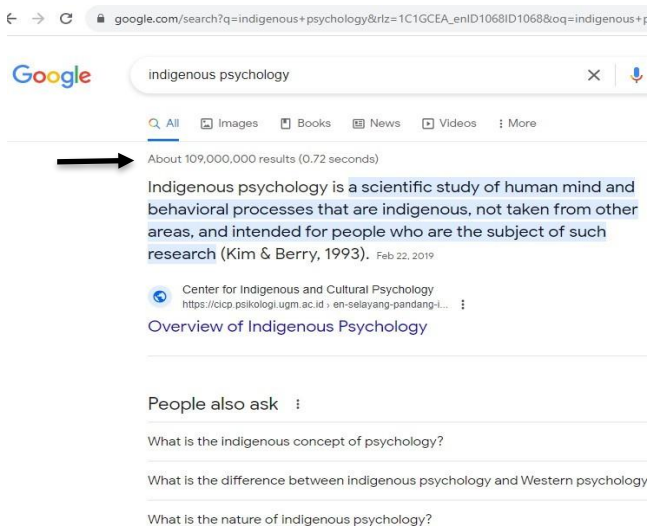 google.com/search?q=indigenous+psychology&rlz=1C1GCEA_enID1068ID1068&oq=indigenous+p
Google
indigenous psychology
All Images Books News Videos More
About 109,000,000 results (0.72 seconds)
Indigenous psychology is a scientific study of human mind and
behavioral processes that are indigenous, not taken from other
areas, and intended for people who are the subject of such
research (Kim & Berry, 1993). Feb 22, 2019
Center for Indigenous and Cultural Psychology
https://cicp.psikologi.ugm.ac.id › en-selayang-pandang-i...
Overview of Indigenous Psychology
People also ask
What is the indigenous concept of psychology?
What is the difference between indigenous psychology and Western psychology
What is the nature of indigenous psychology?